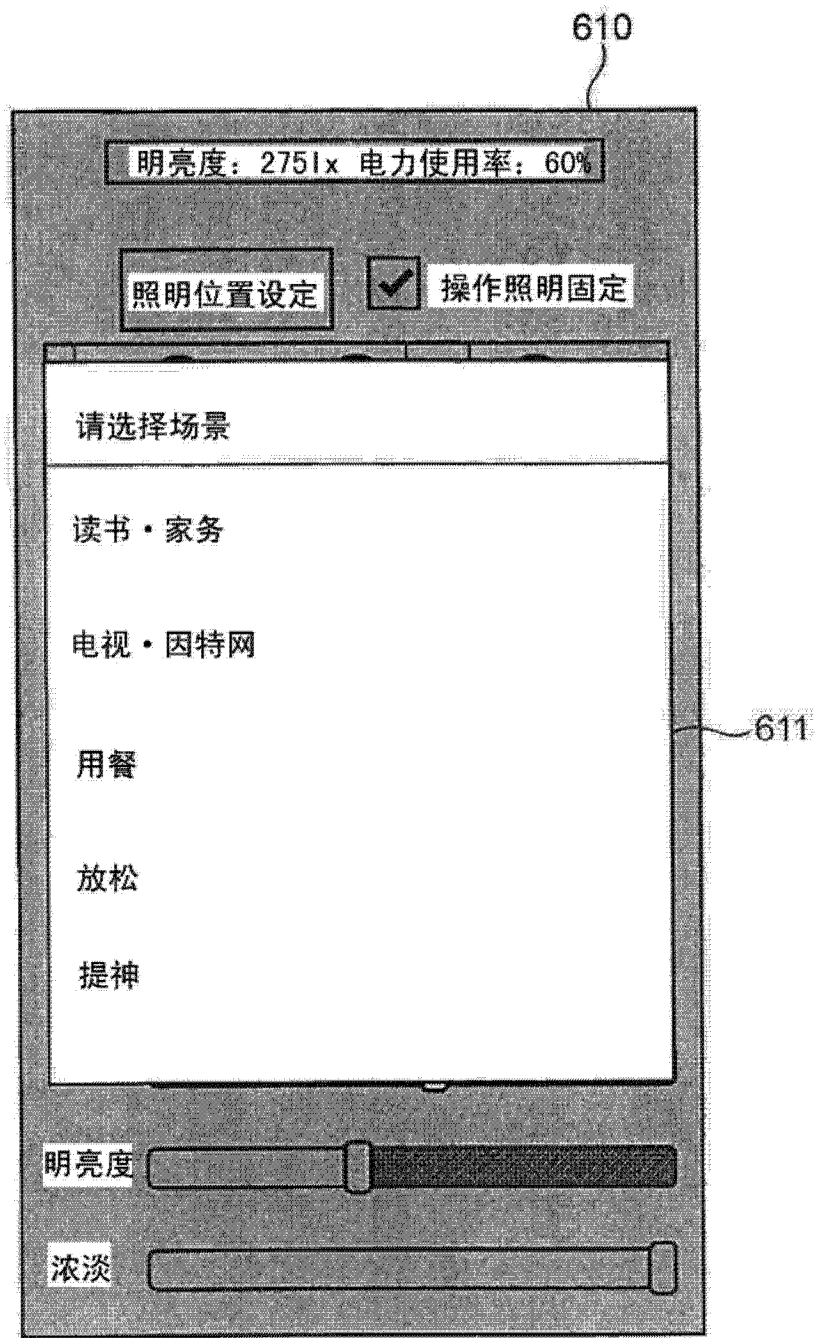 610
明亮度：275lx 电力使用率：60%
照明位置设定 操作照明固定
请选择场景
读书·家务
电视·因特网
611
用餐
放松
提神
明亮度
浓淡